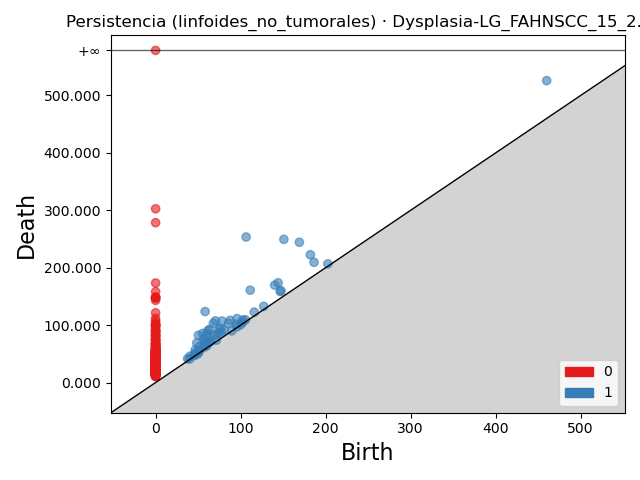 Persistencia (linfoides_no_tumorales) · Dysplasia-LG_FAHNSCC_15_2.
+∞
500.000
400.000
300.000
200.000
100.000
0.000
Death
0
1
0 100 200 300 400 500
Birth